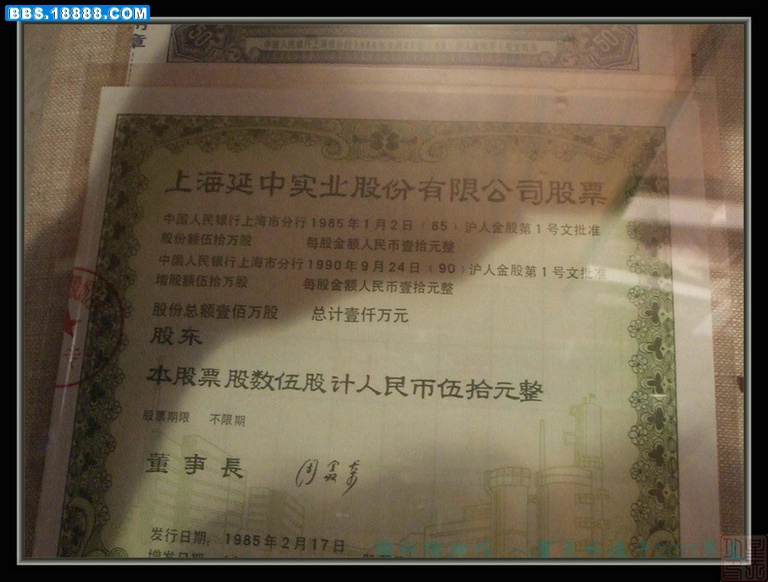 BBS.18888.COM
章
50
50
上海延中实业股份有限公司股票
中国人民银行上海市分行1985年1月2日(85)沪人金股第1号文批准
股份额伍拾万股 每股金额人民币壹拾元整
中国人民银行上海市分行1990年9月24日(90)沪人金股第1号文批准
增股额伍拾万股 每股金额人民币壹拾元整
股份总额壹佰万股 总计壹仟万元
股东
本股票股数伍股计人民币伍拾元整
股票期限 不限期
董事長
发行日期:1985年2月17日
增发日期: